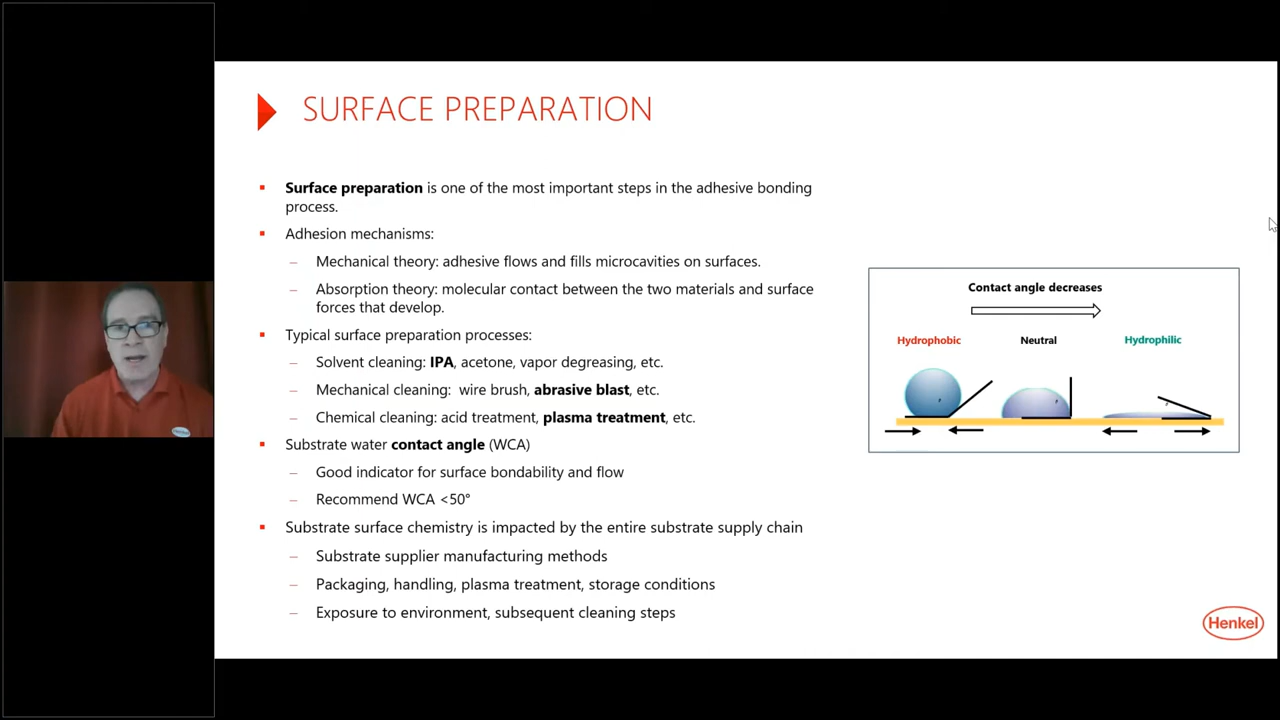 SURFACE PREPARATION
▪ Surface preparation is one of the most important steps in the adhesive bonding
process.
▪ Adhesion mechanisms:
– Mechanical theory: adhesive flows and fills microcavities on surfaces.
– Absorption theory: molecular contact between the two materials and surface
forces that develop.
▪ Typical surface preparation processes:
– Solvent cleaning: IPA, acetone, vapor degreasing, etc.
– Mechanical cleaning: wire brush, abrasive blast, etc.
– Chemical cleaning: acid treatment, plasma treatment, etc.
▪ Substrate water contact angle (WCA)
– Good indicator for surface bondability and flow
– Recommend WCA <50°
▪ Substrate surface chemistry is impacted by the entire substrate supply chain
– Substrate supplier manufacturing methods
– Packaging, handling, plasma treatment, storage conditions
– Exposure to environment, subsequent cleaning steps
Contact angle decreases
Hydrophobic Neutral Hydrophilic
Henkel